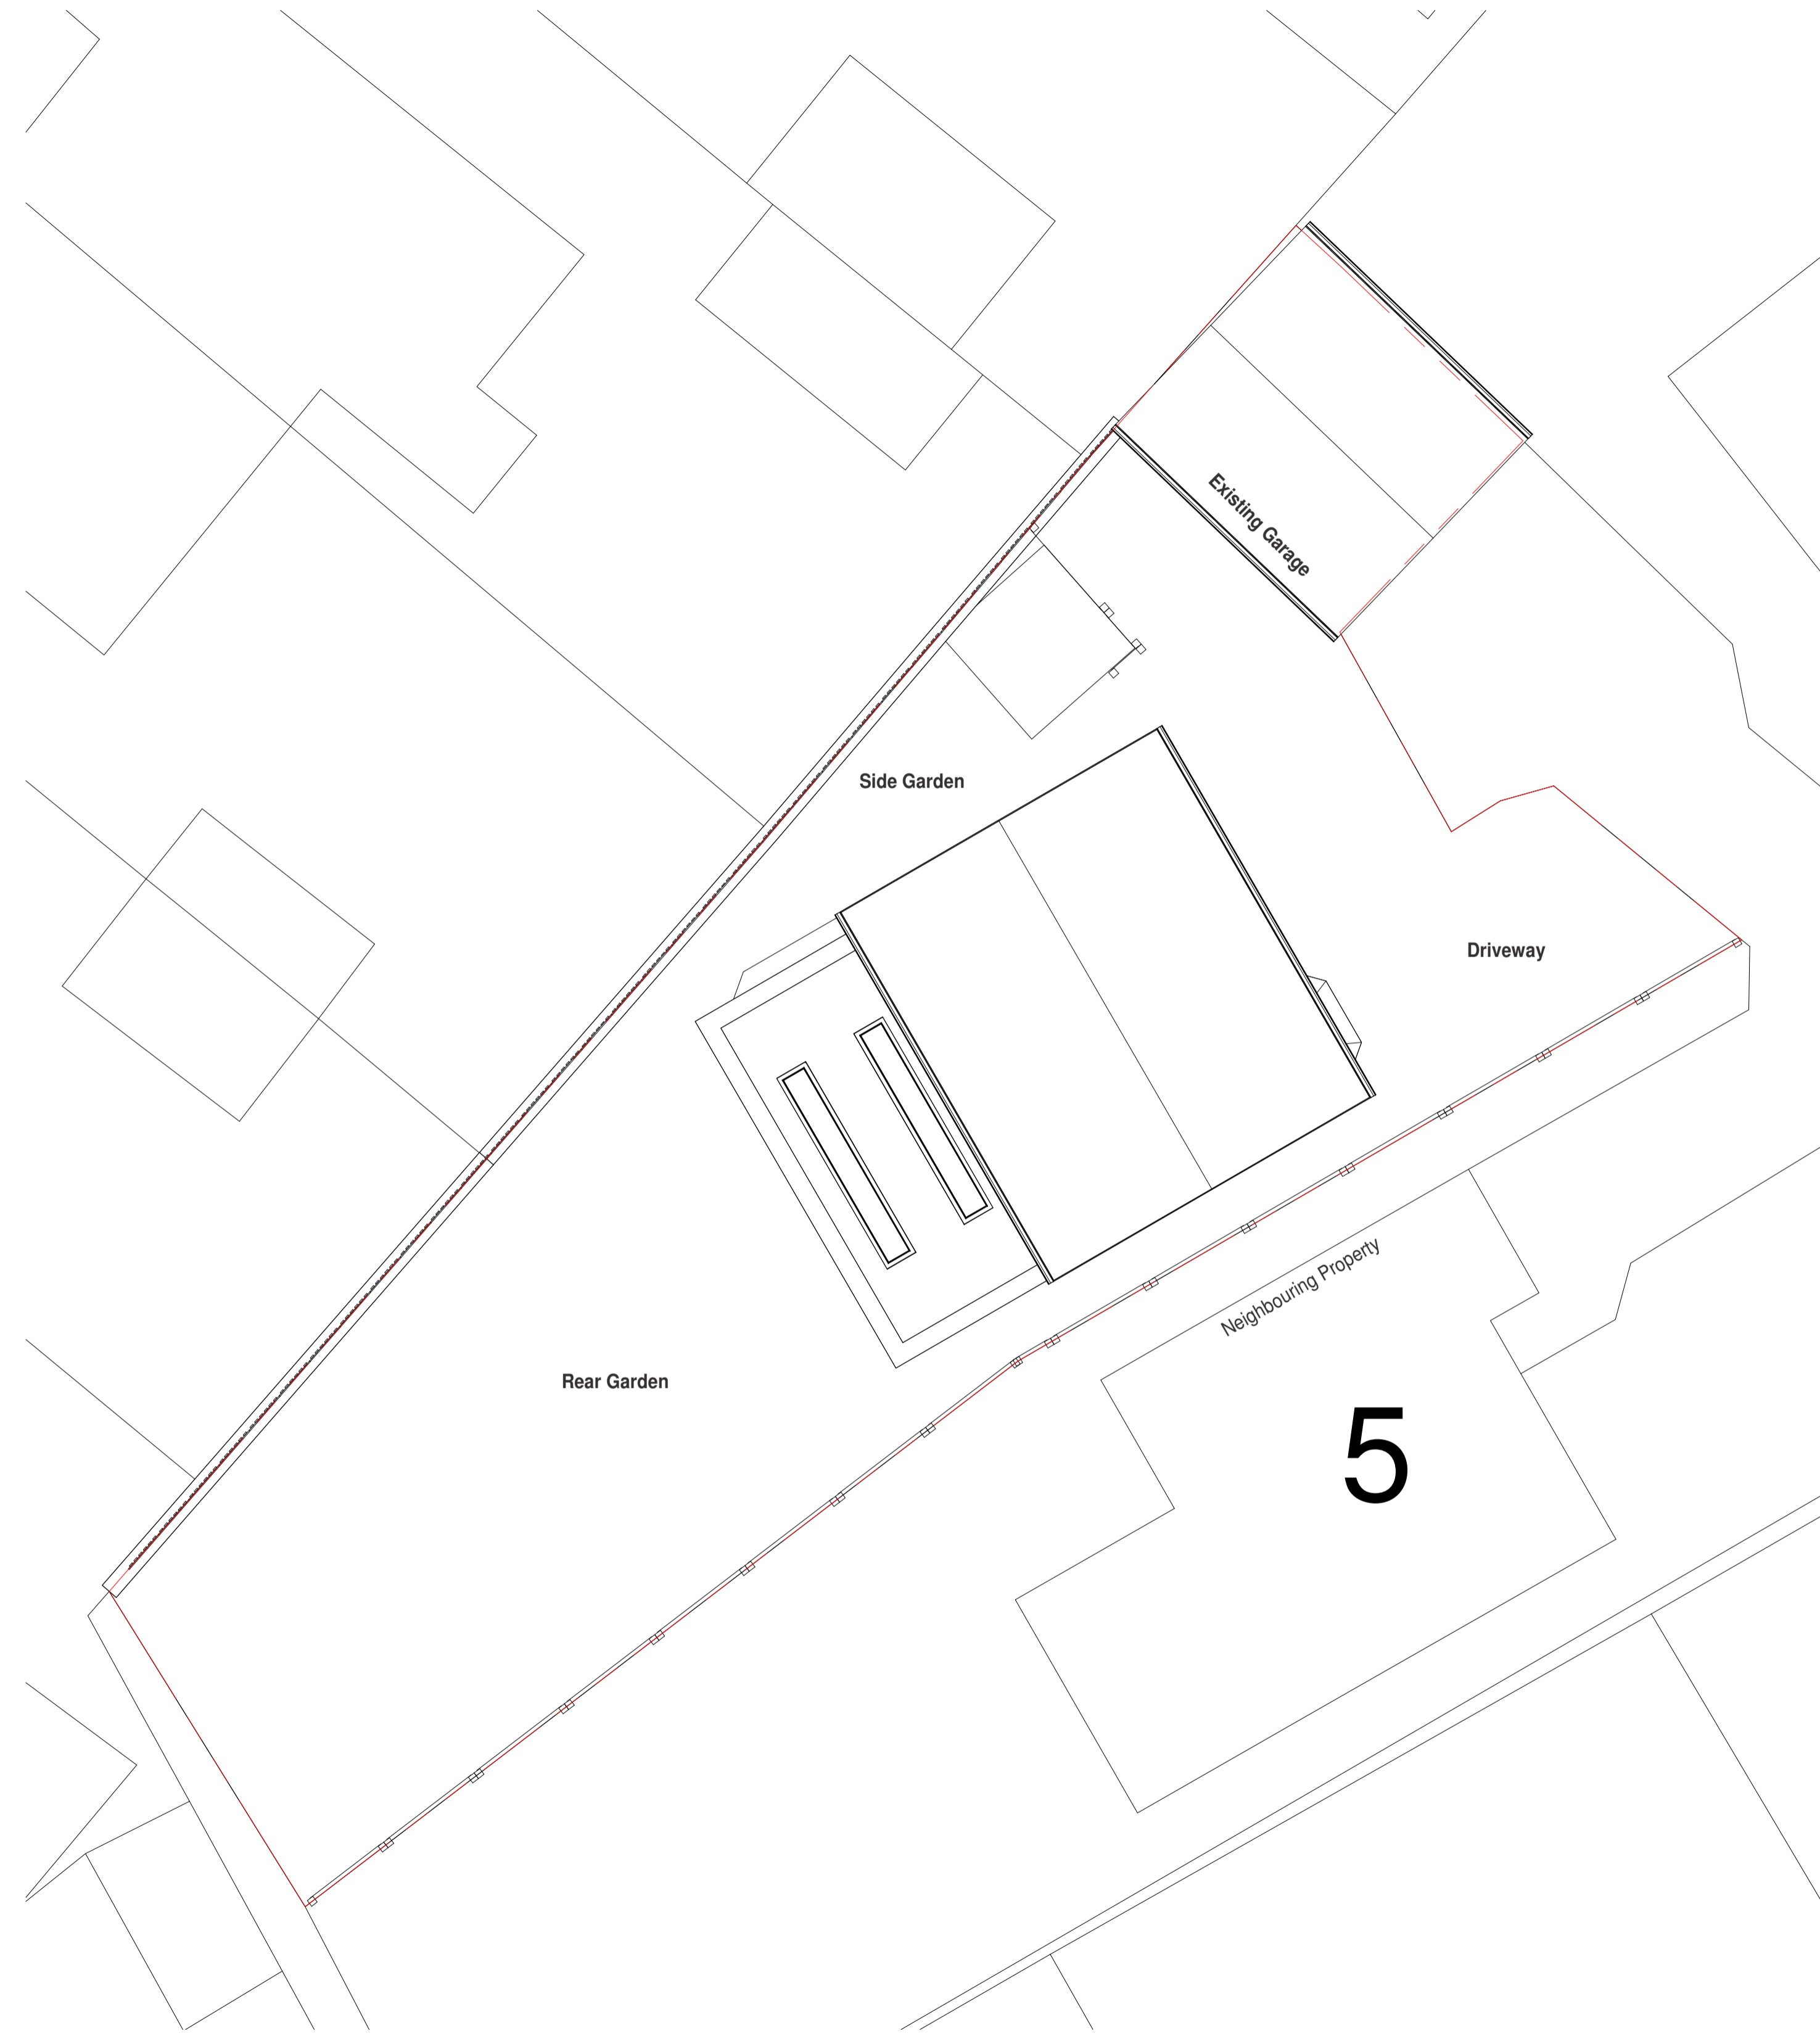 Existing Garage
Side Garden
Driveway
Neighbouring Property
Rear Garden
5